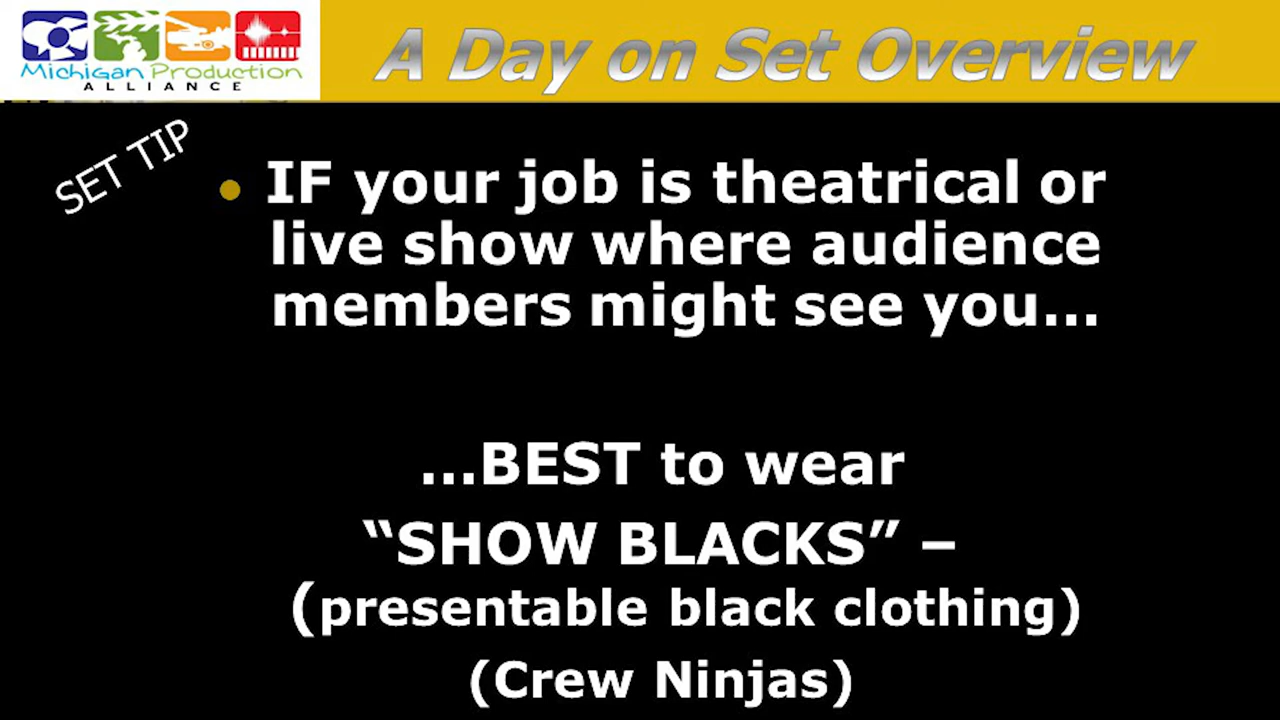 Michigan Production
ALLIANCE
A Day on Set Overview
SET TIP
IF your job is theatrical or
live show where audience
members might see you...
...BEST to wear
“SHOW BLACKS” –
(presentable black clothing)
(Crew Ninjas)